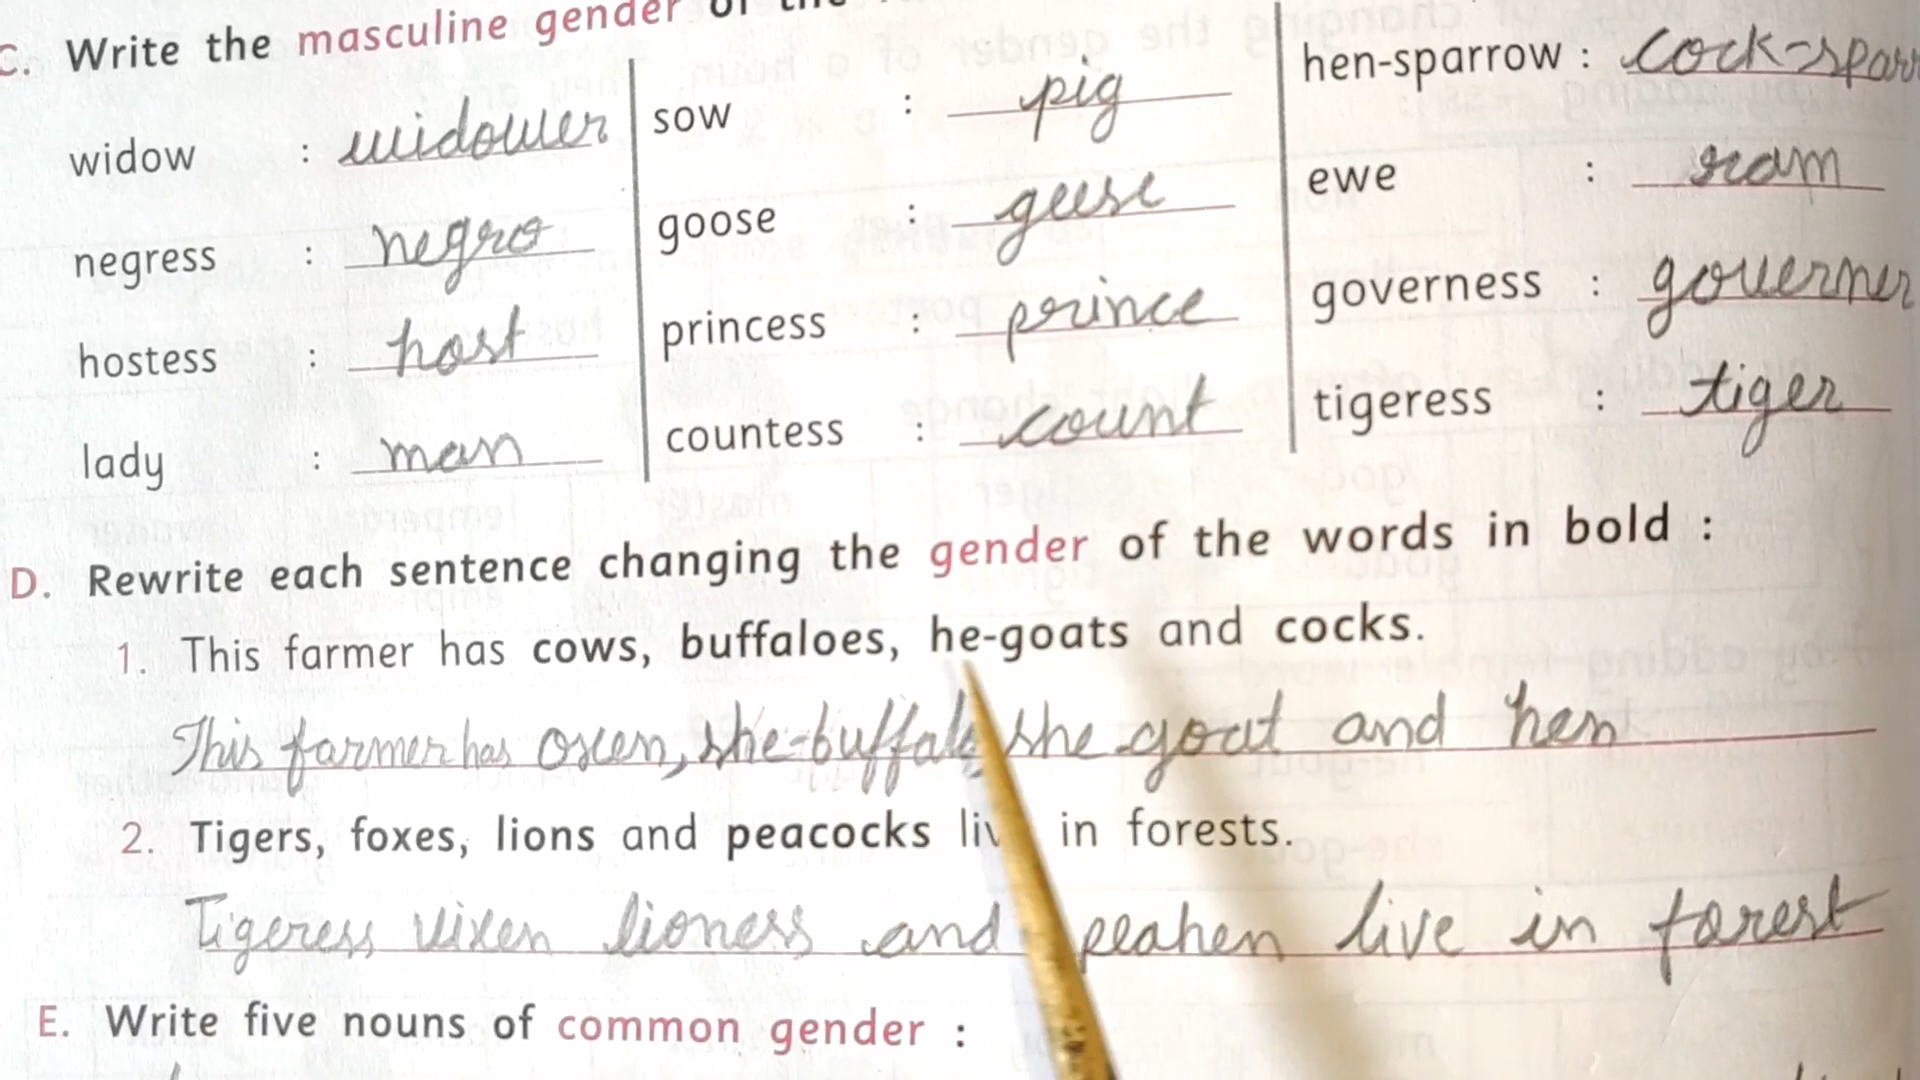 C. Write the masculine gender of the
widow : widower
negress : negro
hostess : host
lady : man
sow : pig
goose : geese
princess : prince
countess : count
hen-sparrow : cock-sparr
ewe : ram
governess : governer
tigeress : tiger
D. Rewrite each sentence changing the gender of the words in bold :
1. This farmer has cows, buffaloes, he-goats and cocks.
This farmer has oxen, she-buffalo she-goat and hen
2. Tigers, foxes, lions and peacocks liv in forests.
Tigeress vixen lioness and peahen live in forest
E. Write five nouns of common gender :